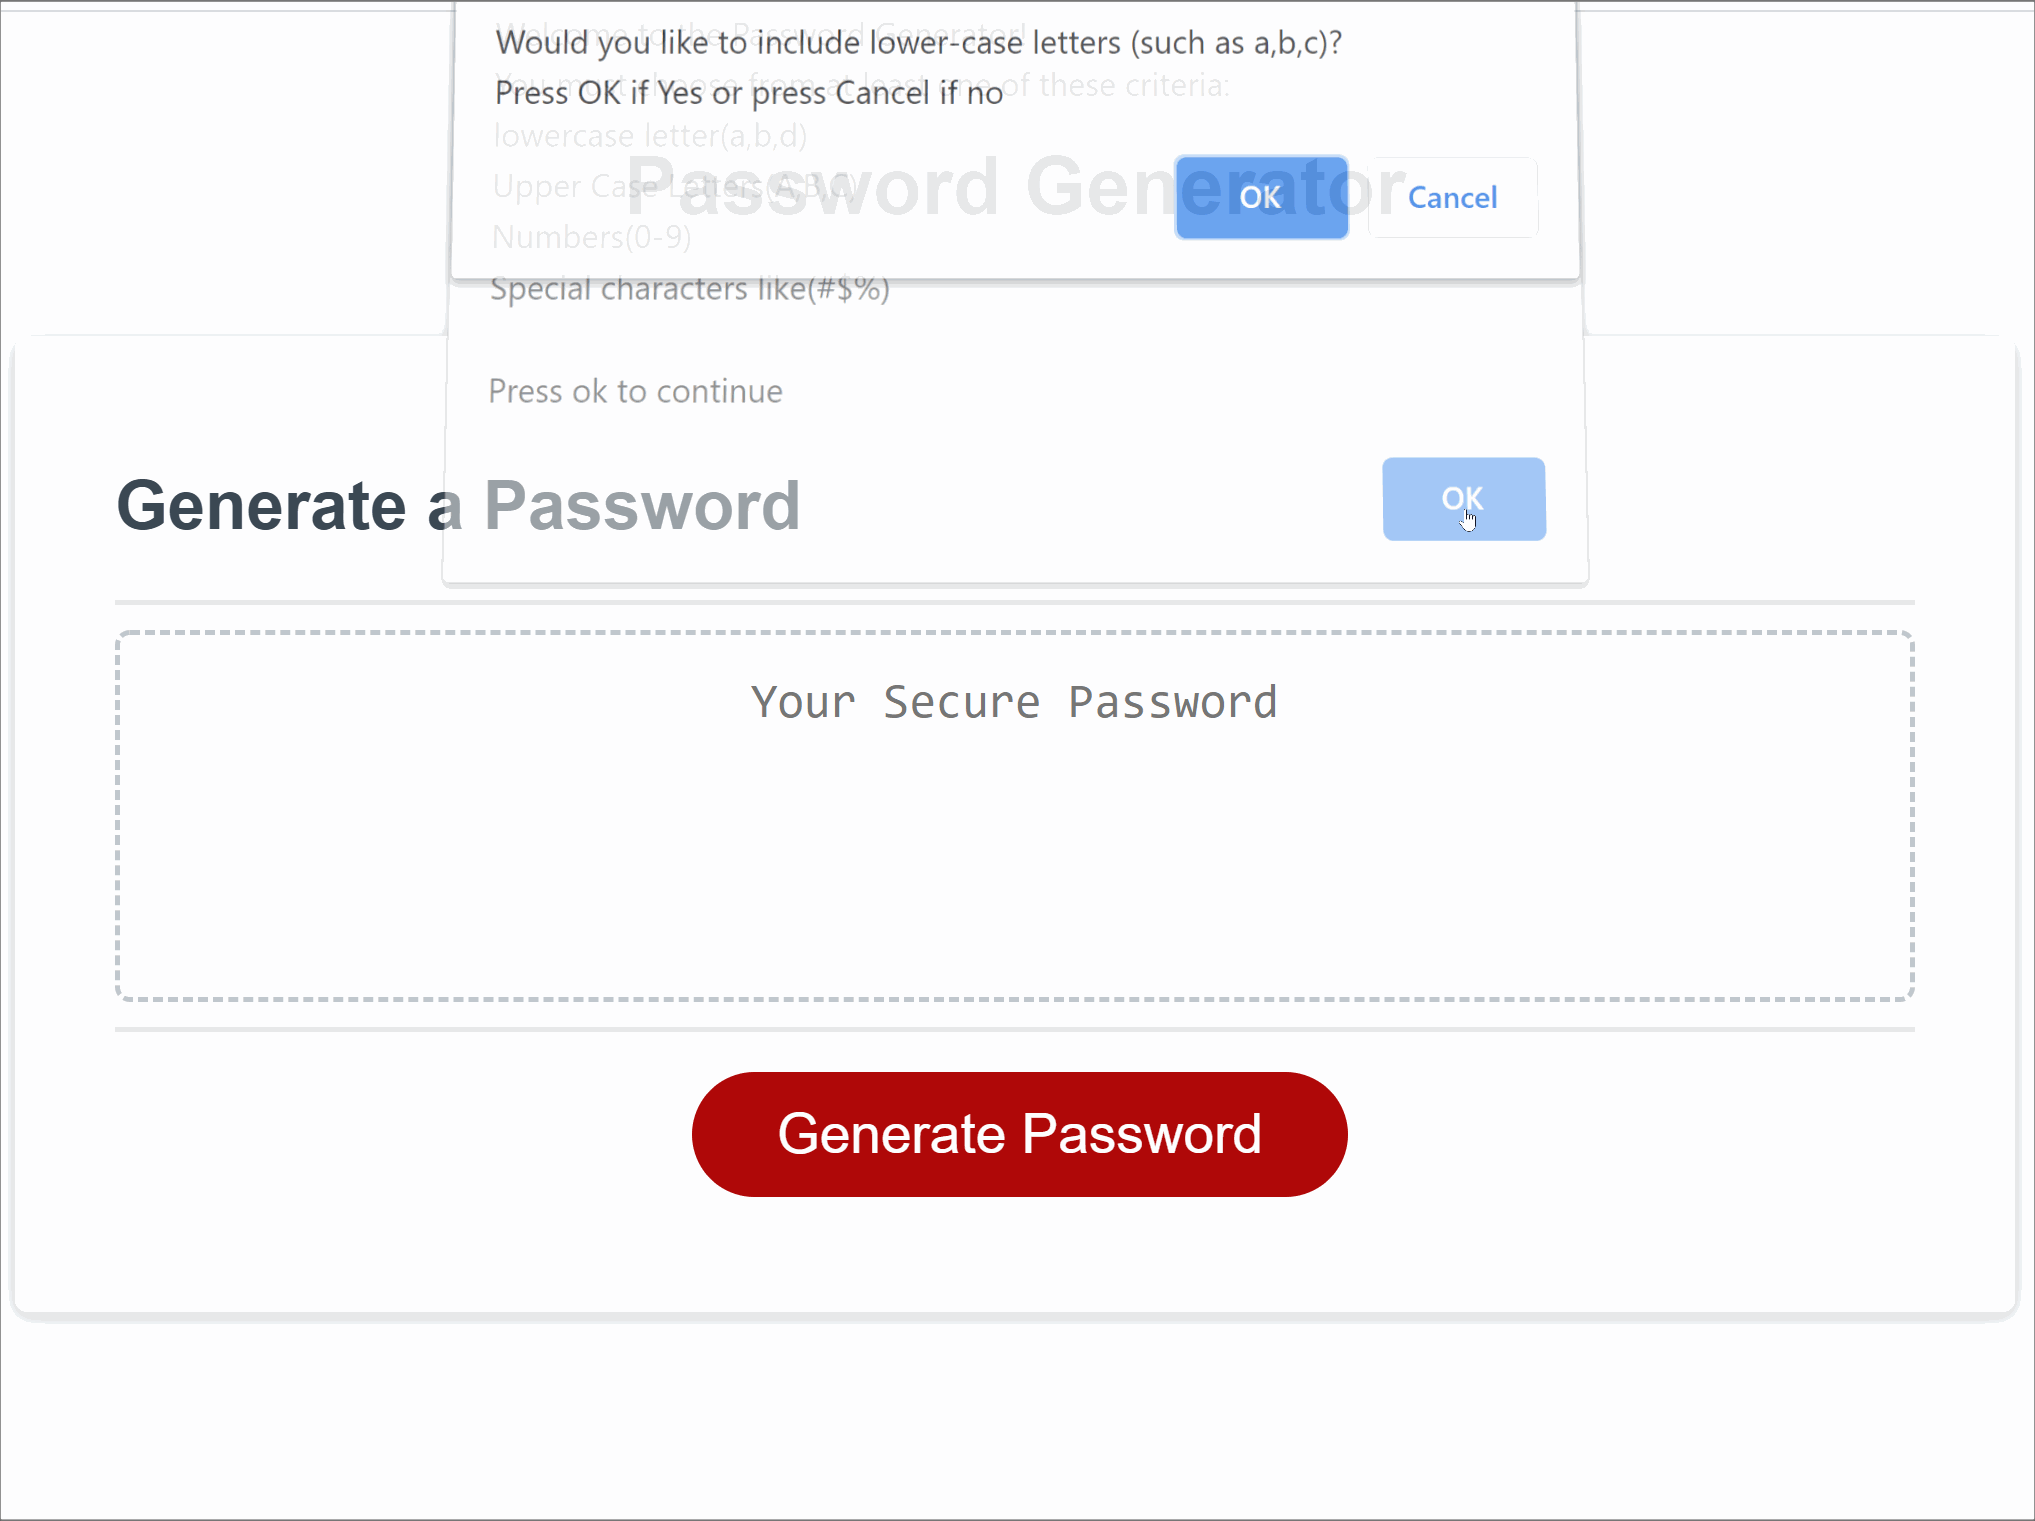 Would you like to include lower-case letters (such as a,b,c)?
Press OK if Yes or press Cancel if no
OK
Cancel
Welcome to the Password Generator!
You must choose from at least one of these criteria:
lowercase letter(a,b,d)
Upper Case Letters(A,B,C)
Numbers(0-9)
Special characters like(#$%)
Press ok to continue
OK
Password Generator
Generate a Password
Your Secure Password
Generate Password